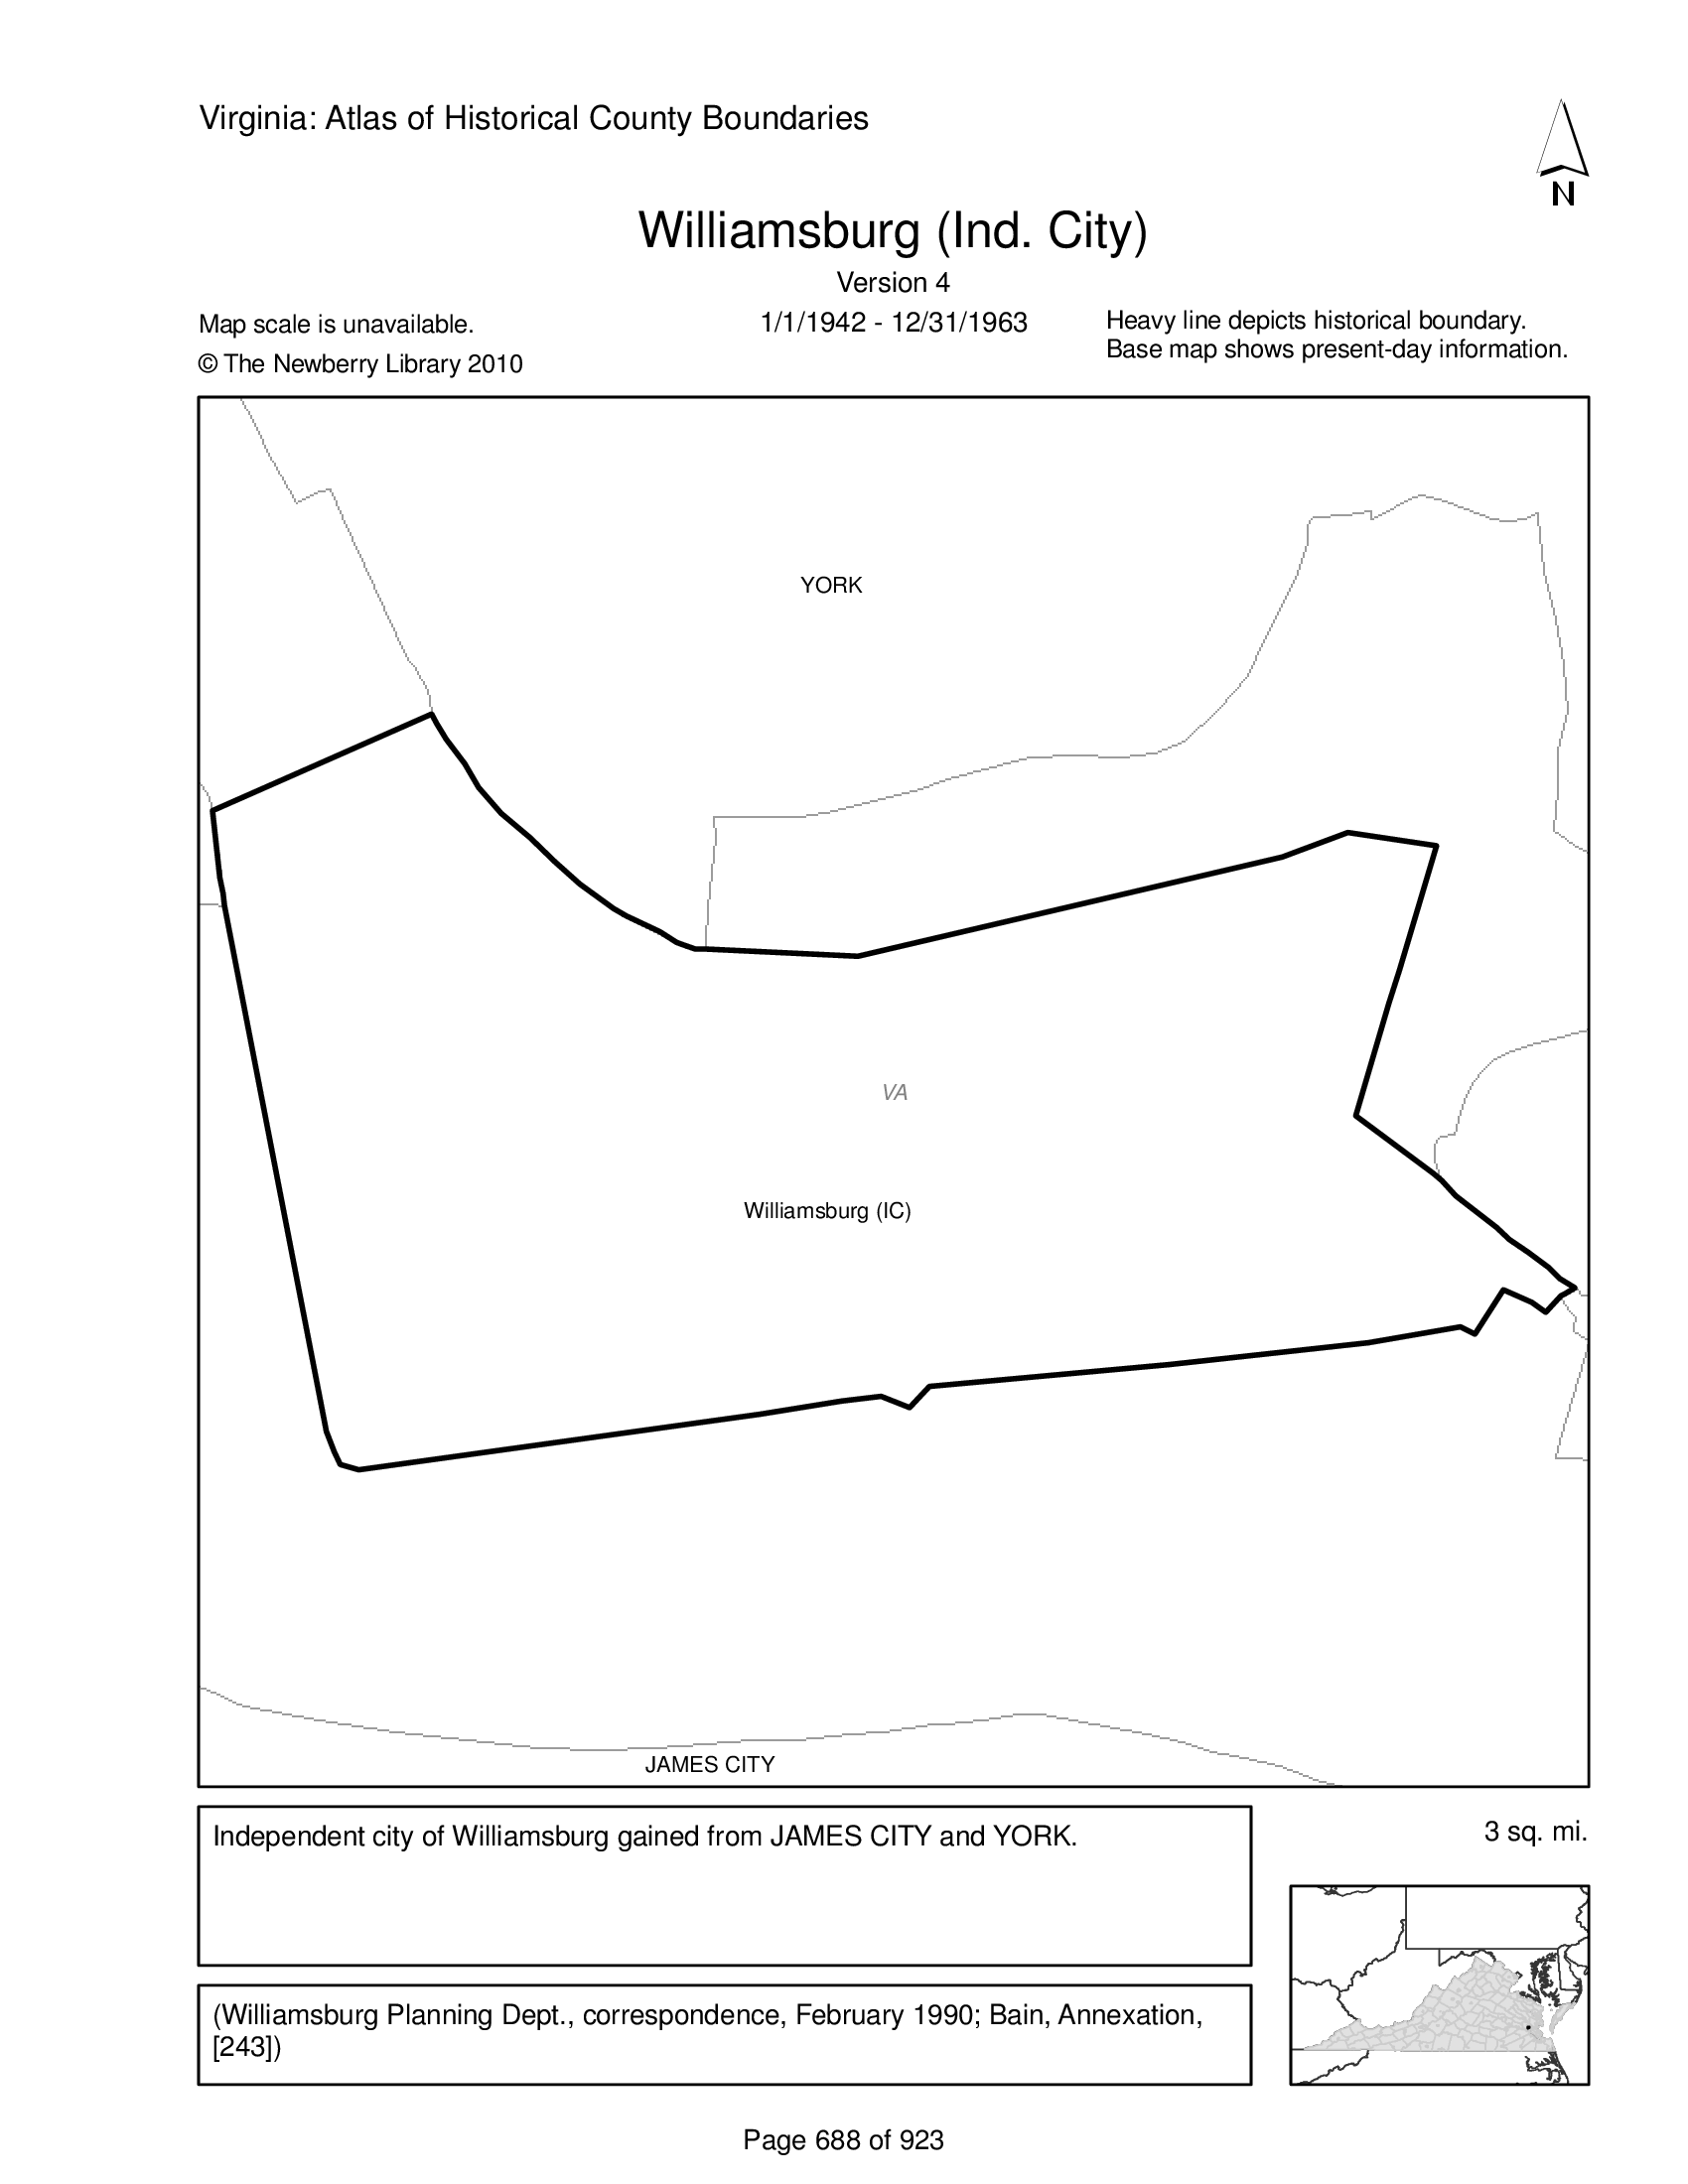 Virginia: Atlas of Historical County Boundaries
N
Williamsburg (Ind. City)
Version 4
Map scale is unavailable.
1/1/1942 - 12/31/1963
Heavy line depicts historical boundary.
© The Newberry Library 2010
Base map shows present-day information.
YORK
VA
Williamsburg (IC)
JAMES CITY
Independent city of Williamsburg gained from JAMES CITY and YORK.
3 sq. mi.
(Williamsburg Planning Dept., correspondence, February 1990; Bain, Annexation,
[243])
Page 688 of 923